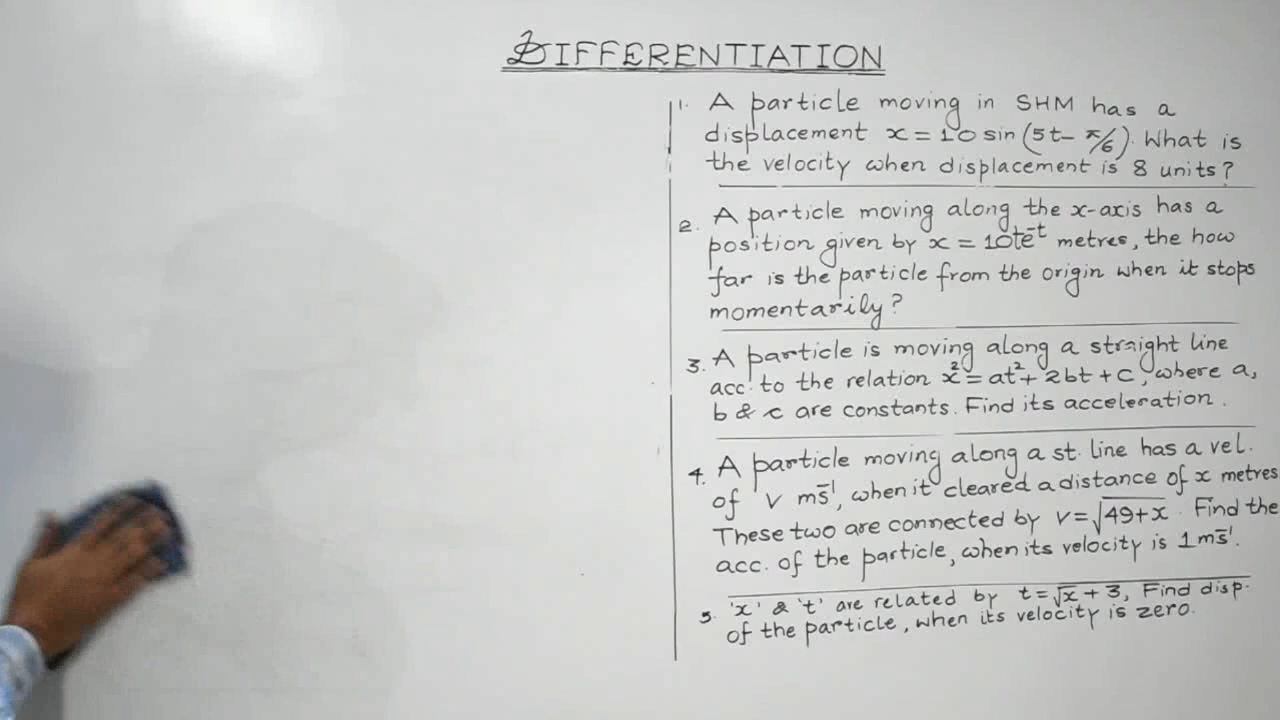 DIFFERENTIATION
1. A particle moving in SHM has a
displacement x = 10 sin (5t - π/6). What is
the velocity when displacement is 8 units?
2. A particle moving along the x-axis has a
position given by x = 10te⁻ᵗ metres, the how
far is the particle from the origin when it stops
momentarily?
3. A particle is moving along a straight line
acc. to the relation x² = at² + 2bt + c, where a,
b & c are constants. Find its acceleration.
4. A particle moving along a st. line has a vel.
of v ms⁻¹, when it cleared a distance of x metres
These two are connected by v = √49+x. Find the
acc. of the particle, when its velocity is 1 ms⁻¹.
5. 'x' & 't' are related by t = √x + 3, Find disp.
of the particle, when its velocity is zero.